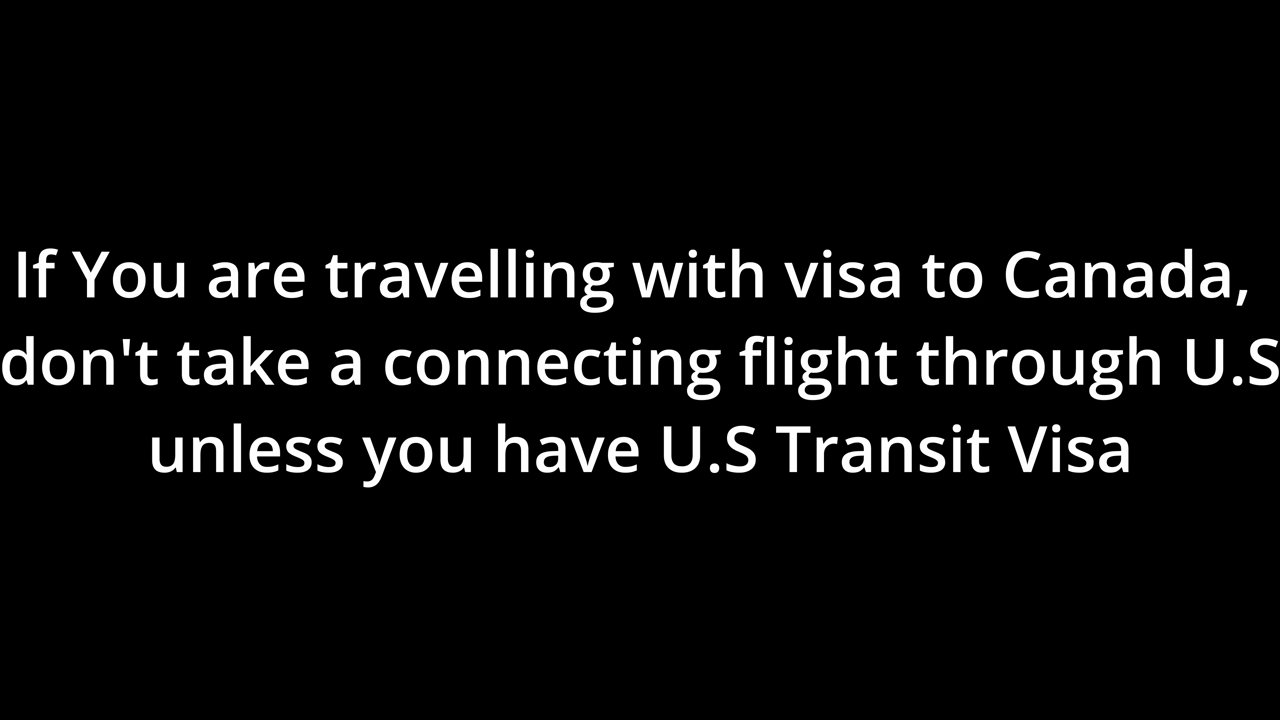 If You are travelling with visa to Canada,
don't take a connecting flight through U.S
unless you have U.S Transit Visa